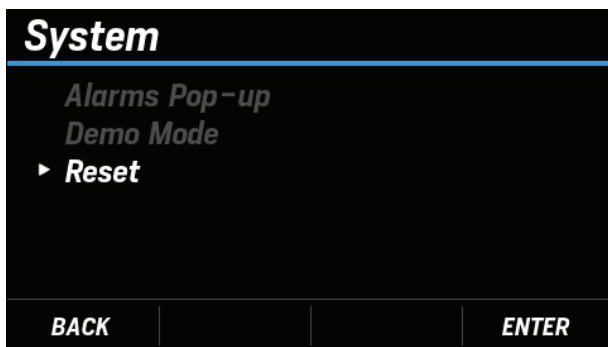 System
Alarms Pop-up
Demo Mode
Reset
BACK ENTER